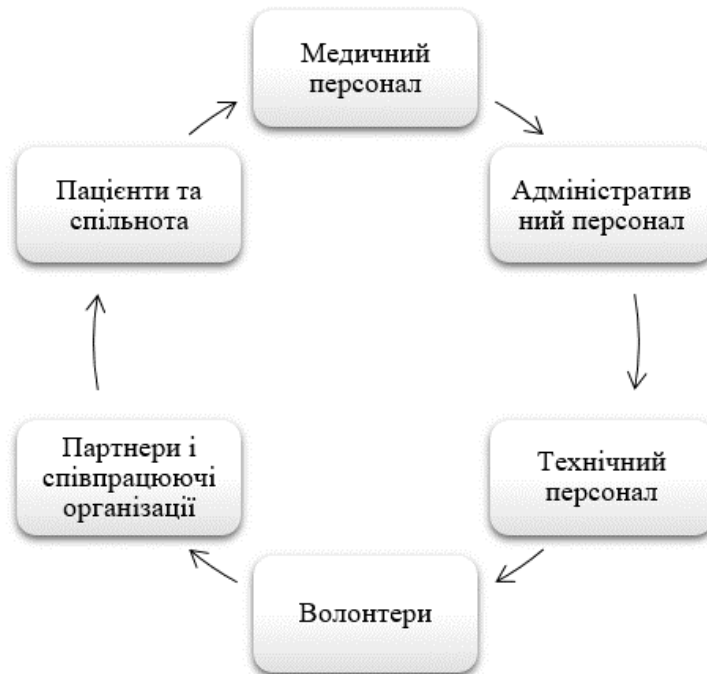 Медичний
персонал
Адміністратив
ний персонал
Технічний
персонал
Волонтери
Партнери і
співпрацюючі
організації
Пацієнти та
спільнота